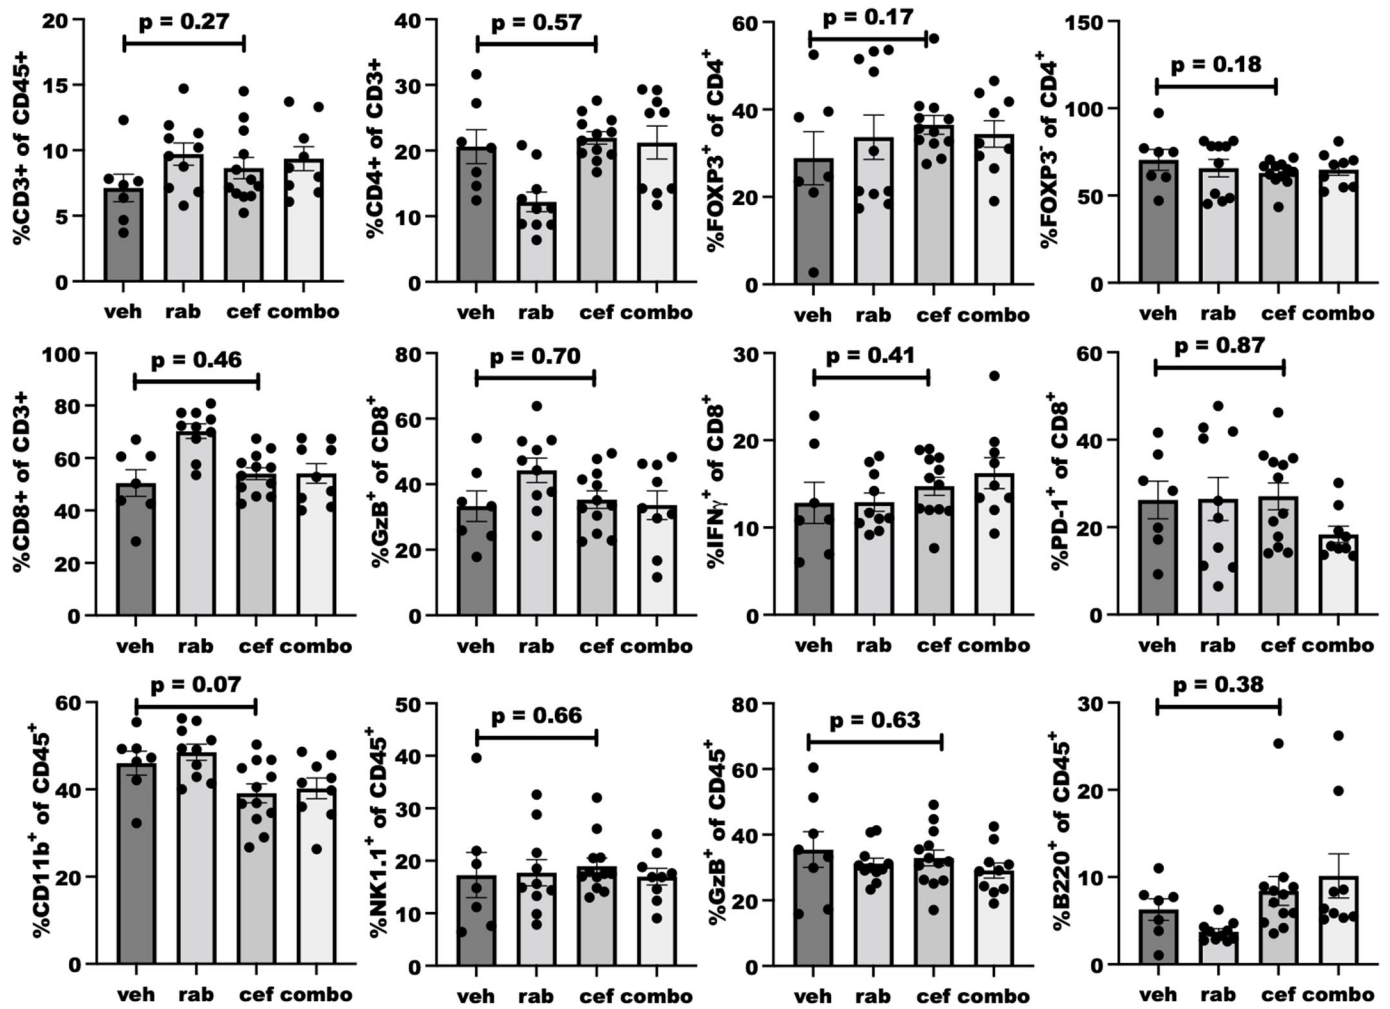 p = 0.27
%CD3+ of CD45+
20
15
10
5
0
veh rab cef combo
p = 0.57
%CD4+ of CD3+
40
30
20
10
0
veh rab cef combo
p = 0.17
%FOXP3⁺ of CD4⁺
60
40
20
0
veh rab cef combo
p = 0.18
%FOXP3⁻ of CD4⁺
150
100
50
0
veh rab cef combo
p = 0.46
%CD8+ of CD3+
100
80
60
40
20
0
veh rab cef combo
p = 0.70
%GzB⁺ of CD8⁺
80
60
40
20
0
veh rab cef combo
p = 0.41
%IFNγ⁺ of CD8⁺
30
20
10
0
veh rab cef combo
p = 0.87
%PD-1⁺ of CD8⁺
60
40
20
0
veh rab cef combo
p = 0.07
%CD11b⁺ of CD45⁺
60
40
20
0
veh rab cef combo
p = 0.66
%NK1.1⁺ of CD45⁺
50
40
30
20
10
0
veh rab cef combo
p = 0.63
%GzB⁺ of CD45⁺
80
60
40
20
0
veh rab cef combo
p = 0.38
%B220⁺ of CD45⁺
30
20
10
0
veh rab cef combo